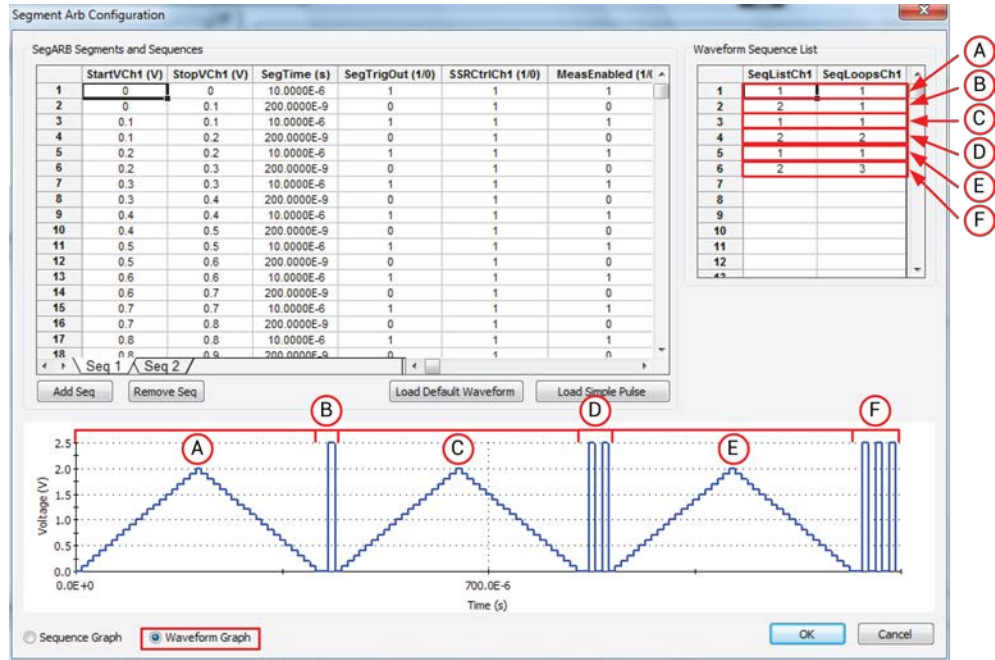 Segment Arb Configuration
SegARB Segments and Sequences
StartVCh1 (V) StopVCh1 (V) SegTime (s) SegTrigOut (1/0) SSRCtrlCh1 (1/0) MeasEnabled (1/(
1 0 0 10.0000E-6 1 1 1
2 0 0.1 200.0000E-9 0 1 0
3 0.1 0.1 10.0000E-6 1 1 1
4 0.1 0.2 200.0000E-9 0 1 0
5 0.2 0.2 10.0000E-6 1 1 1
6 0.2 0.3 200.0000E-9 0 1 0
7 0.3 0.3 10.0000E-6 1 1 1
8 0.3 0.4 200.0000E-9 0 1 0
9 0.4 0.4 10.0000E-6 1 1 1
10 0.4 0.5 200.0000E-9 0 1 0
11 0.5 0.5 10.0000E-6 1 1 1
12 0.5 0.6 200.0000E-9 0 1 0
13 0.6 0.6 10.0000E-6 1 1 1
14 0.6 0.7 200.0000E-9 0 1 0
15 0.7 0.7 10.0000E-6 1 1 1
16 0.7 0.8 200.0000E-9 0 1 0
17 0.8 0.8 10.0000E-6 1 1 1
18 0.8 0.9 200.0000E-9 0 1 0
Seq 1 Seq 2
Add Seq Remove Seq Load Default Waveform Load Simple Pulse
Waveform Sequence List
SeqListCh1 SeqLoopsCh1
1 1 1
2 2 1
3 1 1
4 2 2
5 1 1
6 2 3
7
8
9
10
11
12
13
A
B
C
D
E
F
B D F
A C E
2.5
2.0
1.5
1.0
0.5
0.0
Voltage (V)
0.0E+0 700.0E-6
Time (s)
Sequence Graph Waveform Graph OK Cancel